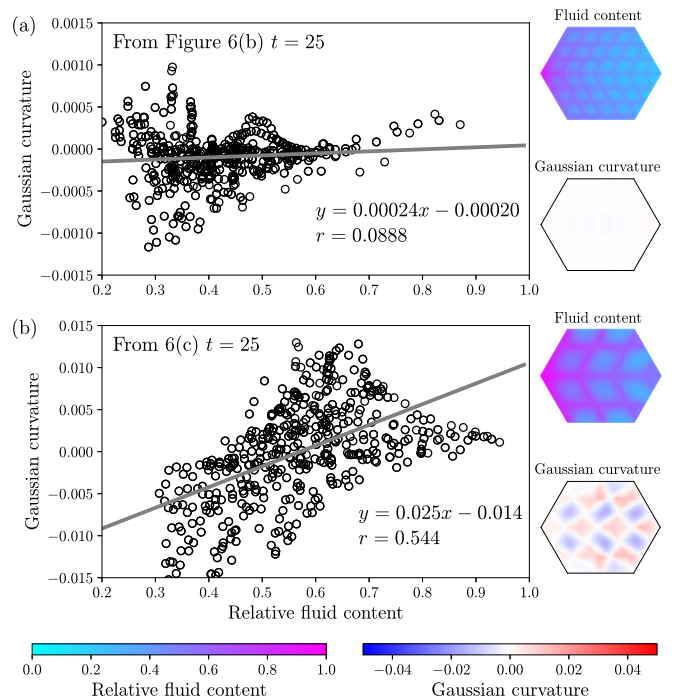 (a)
From Figure 6(b) t = 25
Gaussian curvature
0.0015
0.0010
0.0005
0.0000
−0.0005
−0.0010
−0.0015
y = 0.00024x − 0.00020
r = 0.0888
0.2 0.3 0.4 0.5 0.6 0.7 0.8 0.9 1.0
Fluid content
Gaussian curvature
(b)
From 6(c) t = 25
Gaussian curvature
0.015
0.010
0.005
0.000
−0.005
−0.010
−0.015
y = 0.025x − 0.014
r = 0.544
0.2 0.3 0.4 0.5 0.6 0.7 0.8 0.9 1.0
Relative fluid content
Fluid content
Gaussian curvature
0.0 0.2 0.4 0.6 0.8 1.0
Relative fluid content
−0.04 −0.02 0.00 0.02 0.04
Gaussian curvature